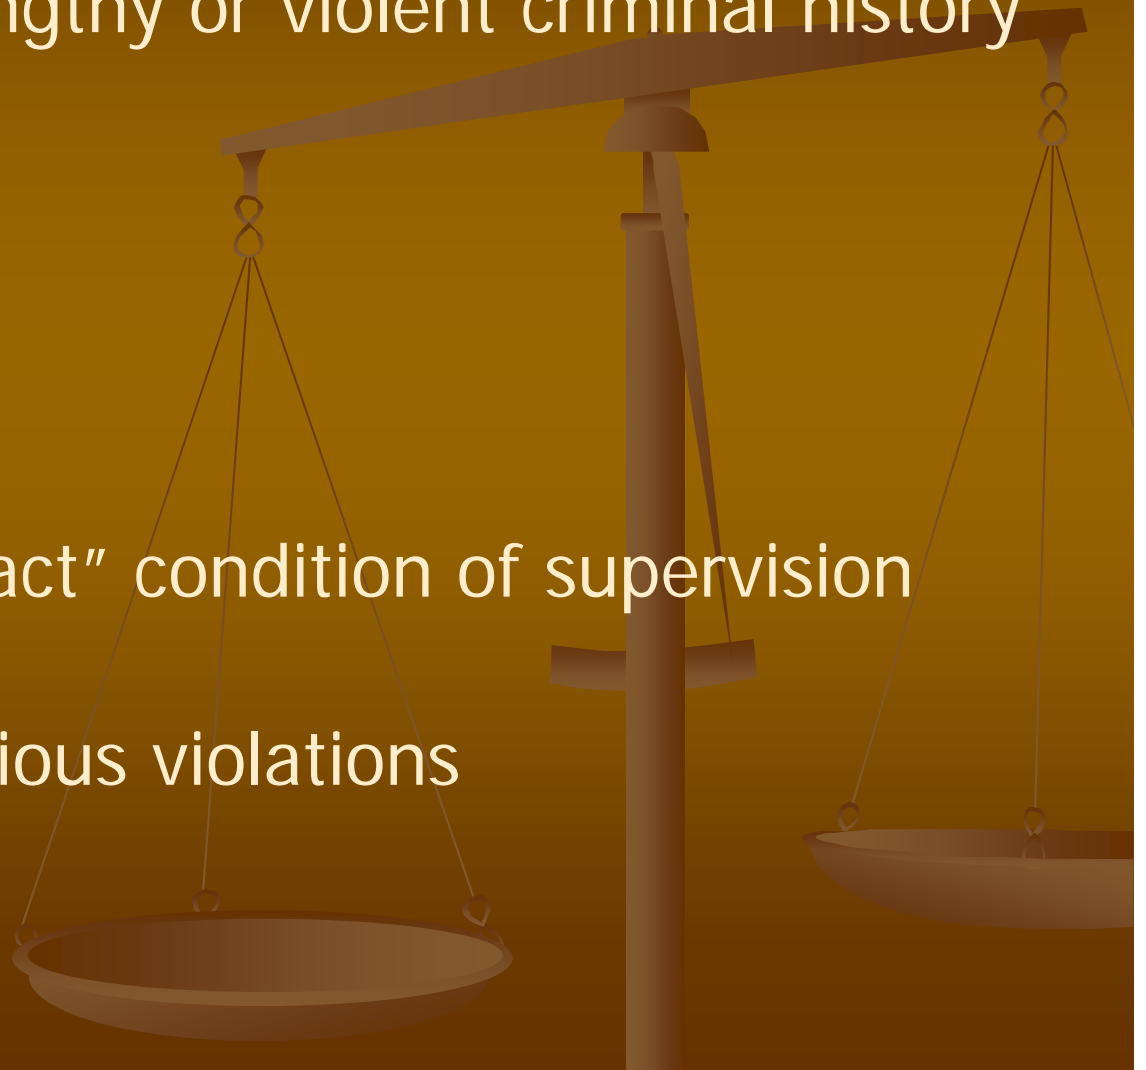 ngthy or violent criminal history
act” condition of supervision
ious violations